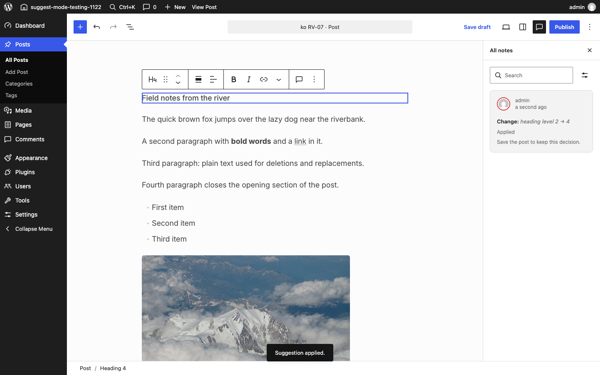 suggest-mode-testing-1122
Ctrl+K
0
New
View Post
admin
Dashboard
Posts
All Posts
Add Post
Categories
Tags
Media
Pages
Comments
Appearance
Plugins
Users
Tools
Settings
Collapse Menu
ko RV-07 · Post
Save draft
Publish
H4
B
I
Field notes from the river
The quick brown fox jumps over the lazy dog near the riverbank.
A second paragraph with bold words and a link in it.
Third paragraph: plain text used for deletions and replacements.
Fourth paragraph closes the opening section of the post.
· First item
· Second item
· Third item
Suggestion applied.
Post / Heading 4
All notes
Search
admin
a second ago
Change: heading level 2 → 4
Applied
Save the post to keep this decision.